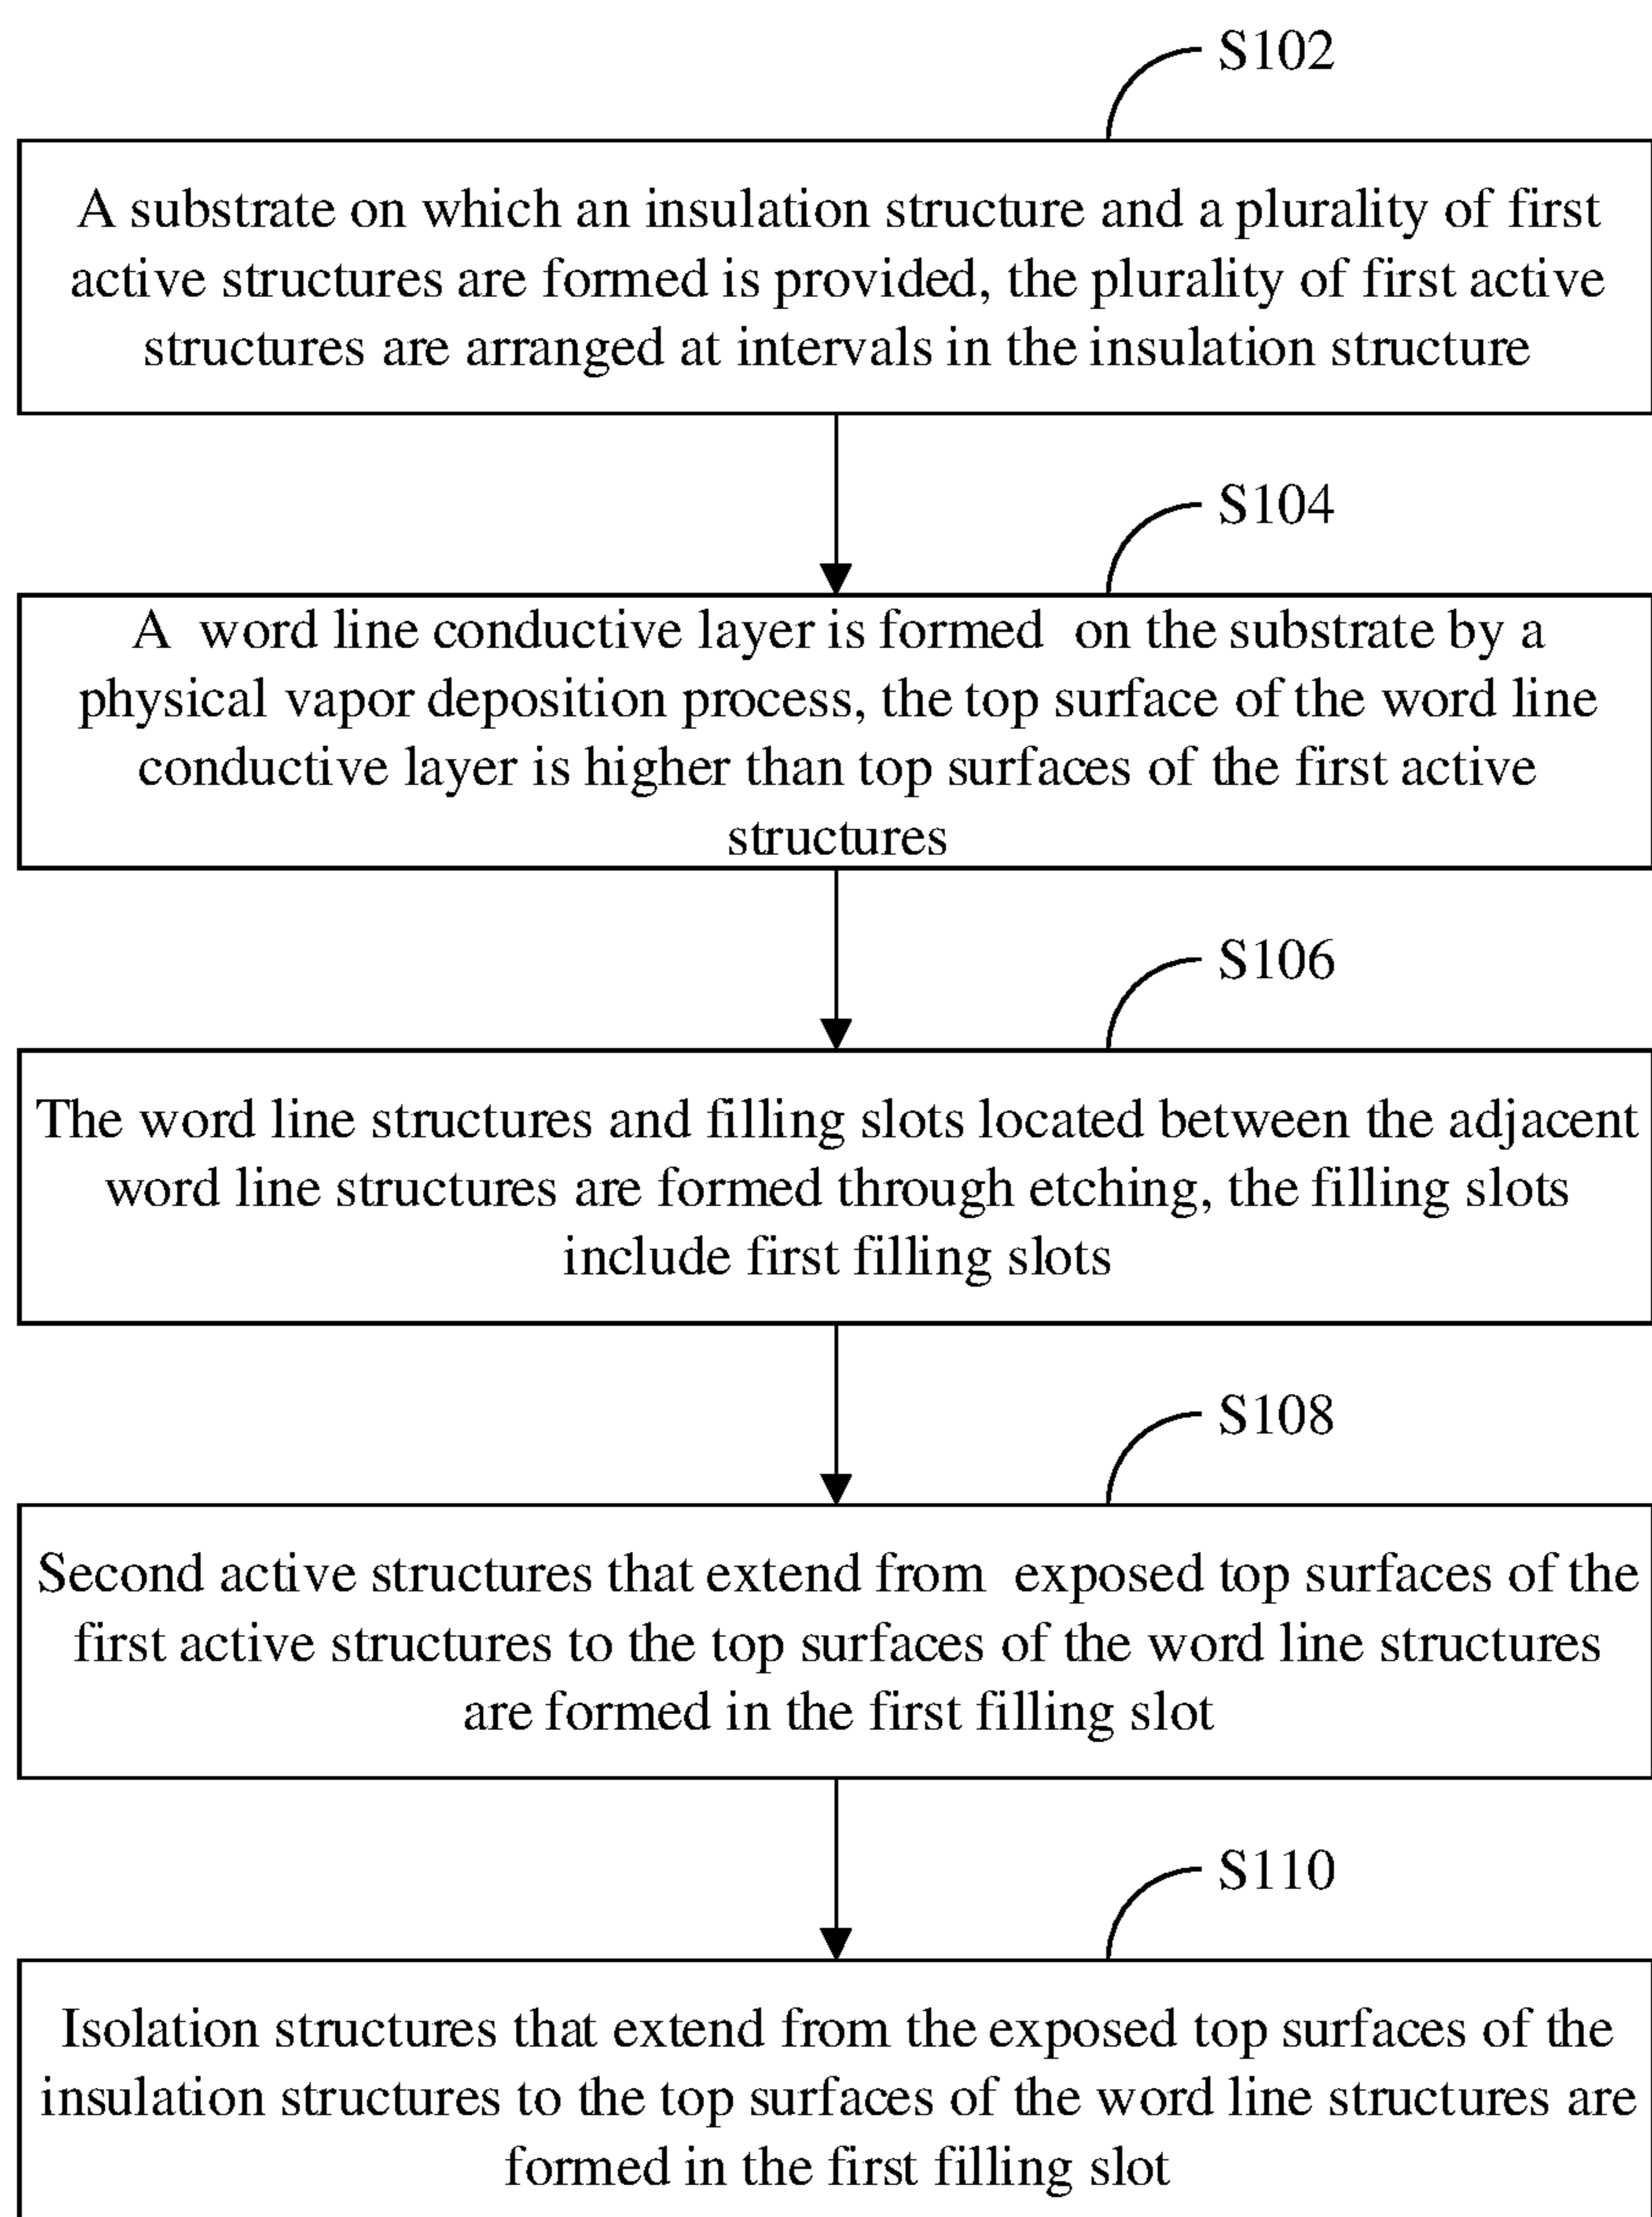 S102
A substrate on which an insulation structure and a plurality of first
active structures are formed is provided, the plurality of first active
structures are arranged at intervals in the insulation structure
S104
A word line conductive layer is formed on the substrate by a
physical vapor deposition process, the top surface of the word line
conductive layer is higher than top surfaces of the first active
structures
S106
The word line structures and filling slots located between the adjacent
word line structures are formed through etching, the filling slots
include first filling slots
S108
Second active structures that extend from exposed top surfaces of the
first active structures to the top surfaces of the word line structures
are formed in the first filling slot
S110
Isolation structures that extend from the exposed top surfaces of the
insulation structures to the top surfaces of the word line structures are
formed in the first filling slot